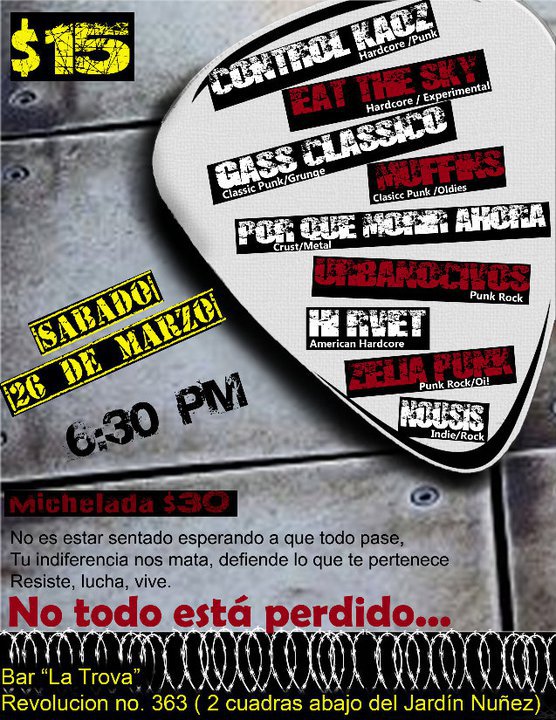 $15
CONTROL KAOZ
Hardcore /Punk
EAT THE SKY
Hardcore / Experimental
GASS CLASSICO
Classic Punk/Grunge
MUFFINS
Clasicc Punk /Oldies
POR QUE MORIR AHORA
Crust/Metal
URBANOCIVOS
Punk Rock
HI RVET
American Hardcore
ZELIA PUNK
Punk Rock/Oi!
NOUSIS
Indie/Rock
SABADO
26 DE MARZO
6:30 PM
Michelada $30
No es estar sentado esperando a que todo pase,
Tu indiferencia nos mata, defiende lo que te pertenece
Resiste, lucha, vive.
No todo está perdido...
Bar “La Trova”
Revolucion no. 363 ( 2 cuadras abajo del Jardín Nuñez)